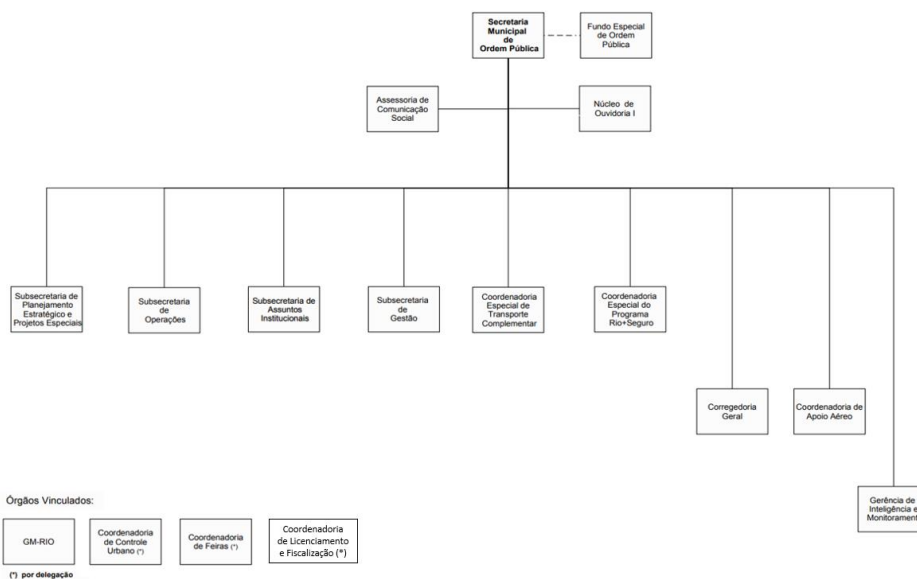 Secretaria
Municipal
de
Ordem Pública
Fundo Especial
de Ordem
Pública
Assessoria de
Comunicação
Social
Núcleo de
Ouvidoria I
Subsecretaria de
Planejamento
Estratégico e
Projetos Especiais
Subsecretaria
de
Operações
Subsecretaria de
Assuntos
Institucionais
Subsecretaria
de
Gestão
Coordenadoria
Especial de
Transporte
Complementar
Coordenadoria
Especial do
Programa
Rio+Seguro
Corregedoria
Geral
Coordenadoria de
Apoio Aéreo
Gerência de
Inteligência e
Monitorament
Órgãos Vinculados:
GM-RIO
Coordenadoria
de Controle
Urbano (*)
Coordenadoria
de Feiras (*)
Coordenadoria
de Licenciamento
e Fiscalização (*)
(*) por delegação